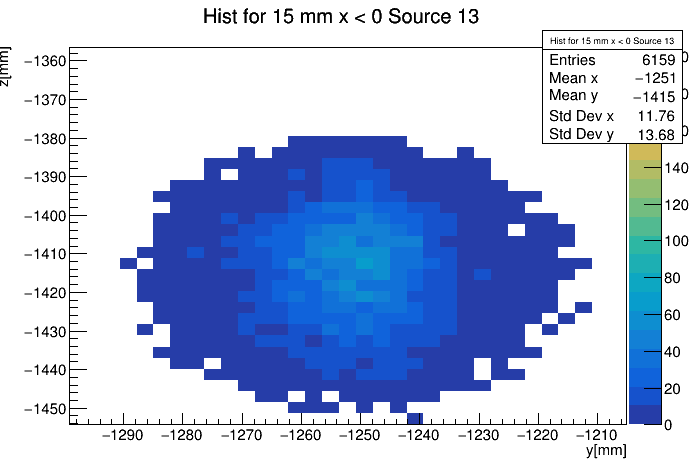 Hist for 15 mm x < 0 Source 13
z[mm]
Hist for 15 mm x < 0 Source 13
Entries 6159
Mean x −1251
Mean y −1415
Std Dev x 11.76
Std Dev y 13.68
−1360
−1370
−1380
−1390
−1400
−1410
−1420
−1430
−1440
−1450
140
120
100
80
60
40
20
0
−1290 −1280 −1270 −1260 −1250 −1240 −1230 −1220 −1210
y[mm]